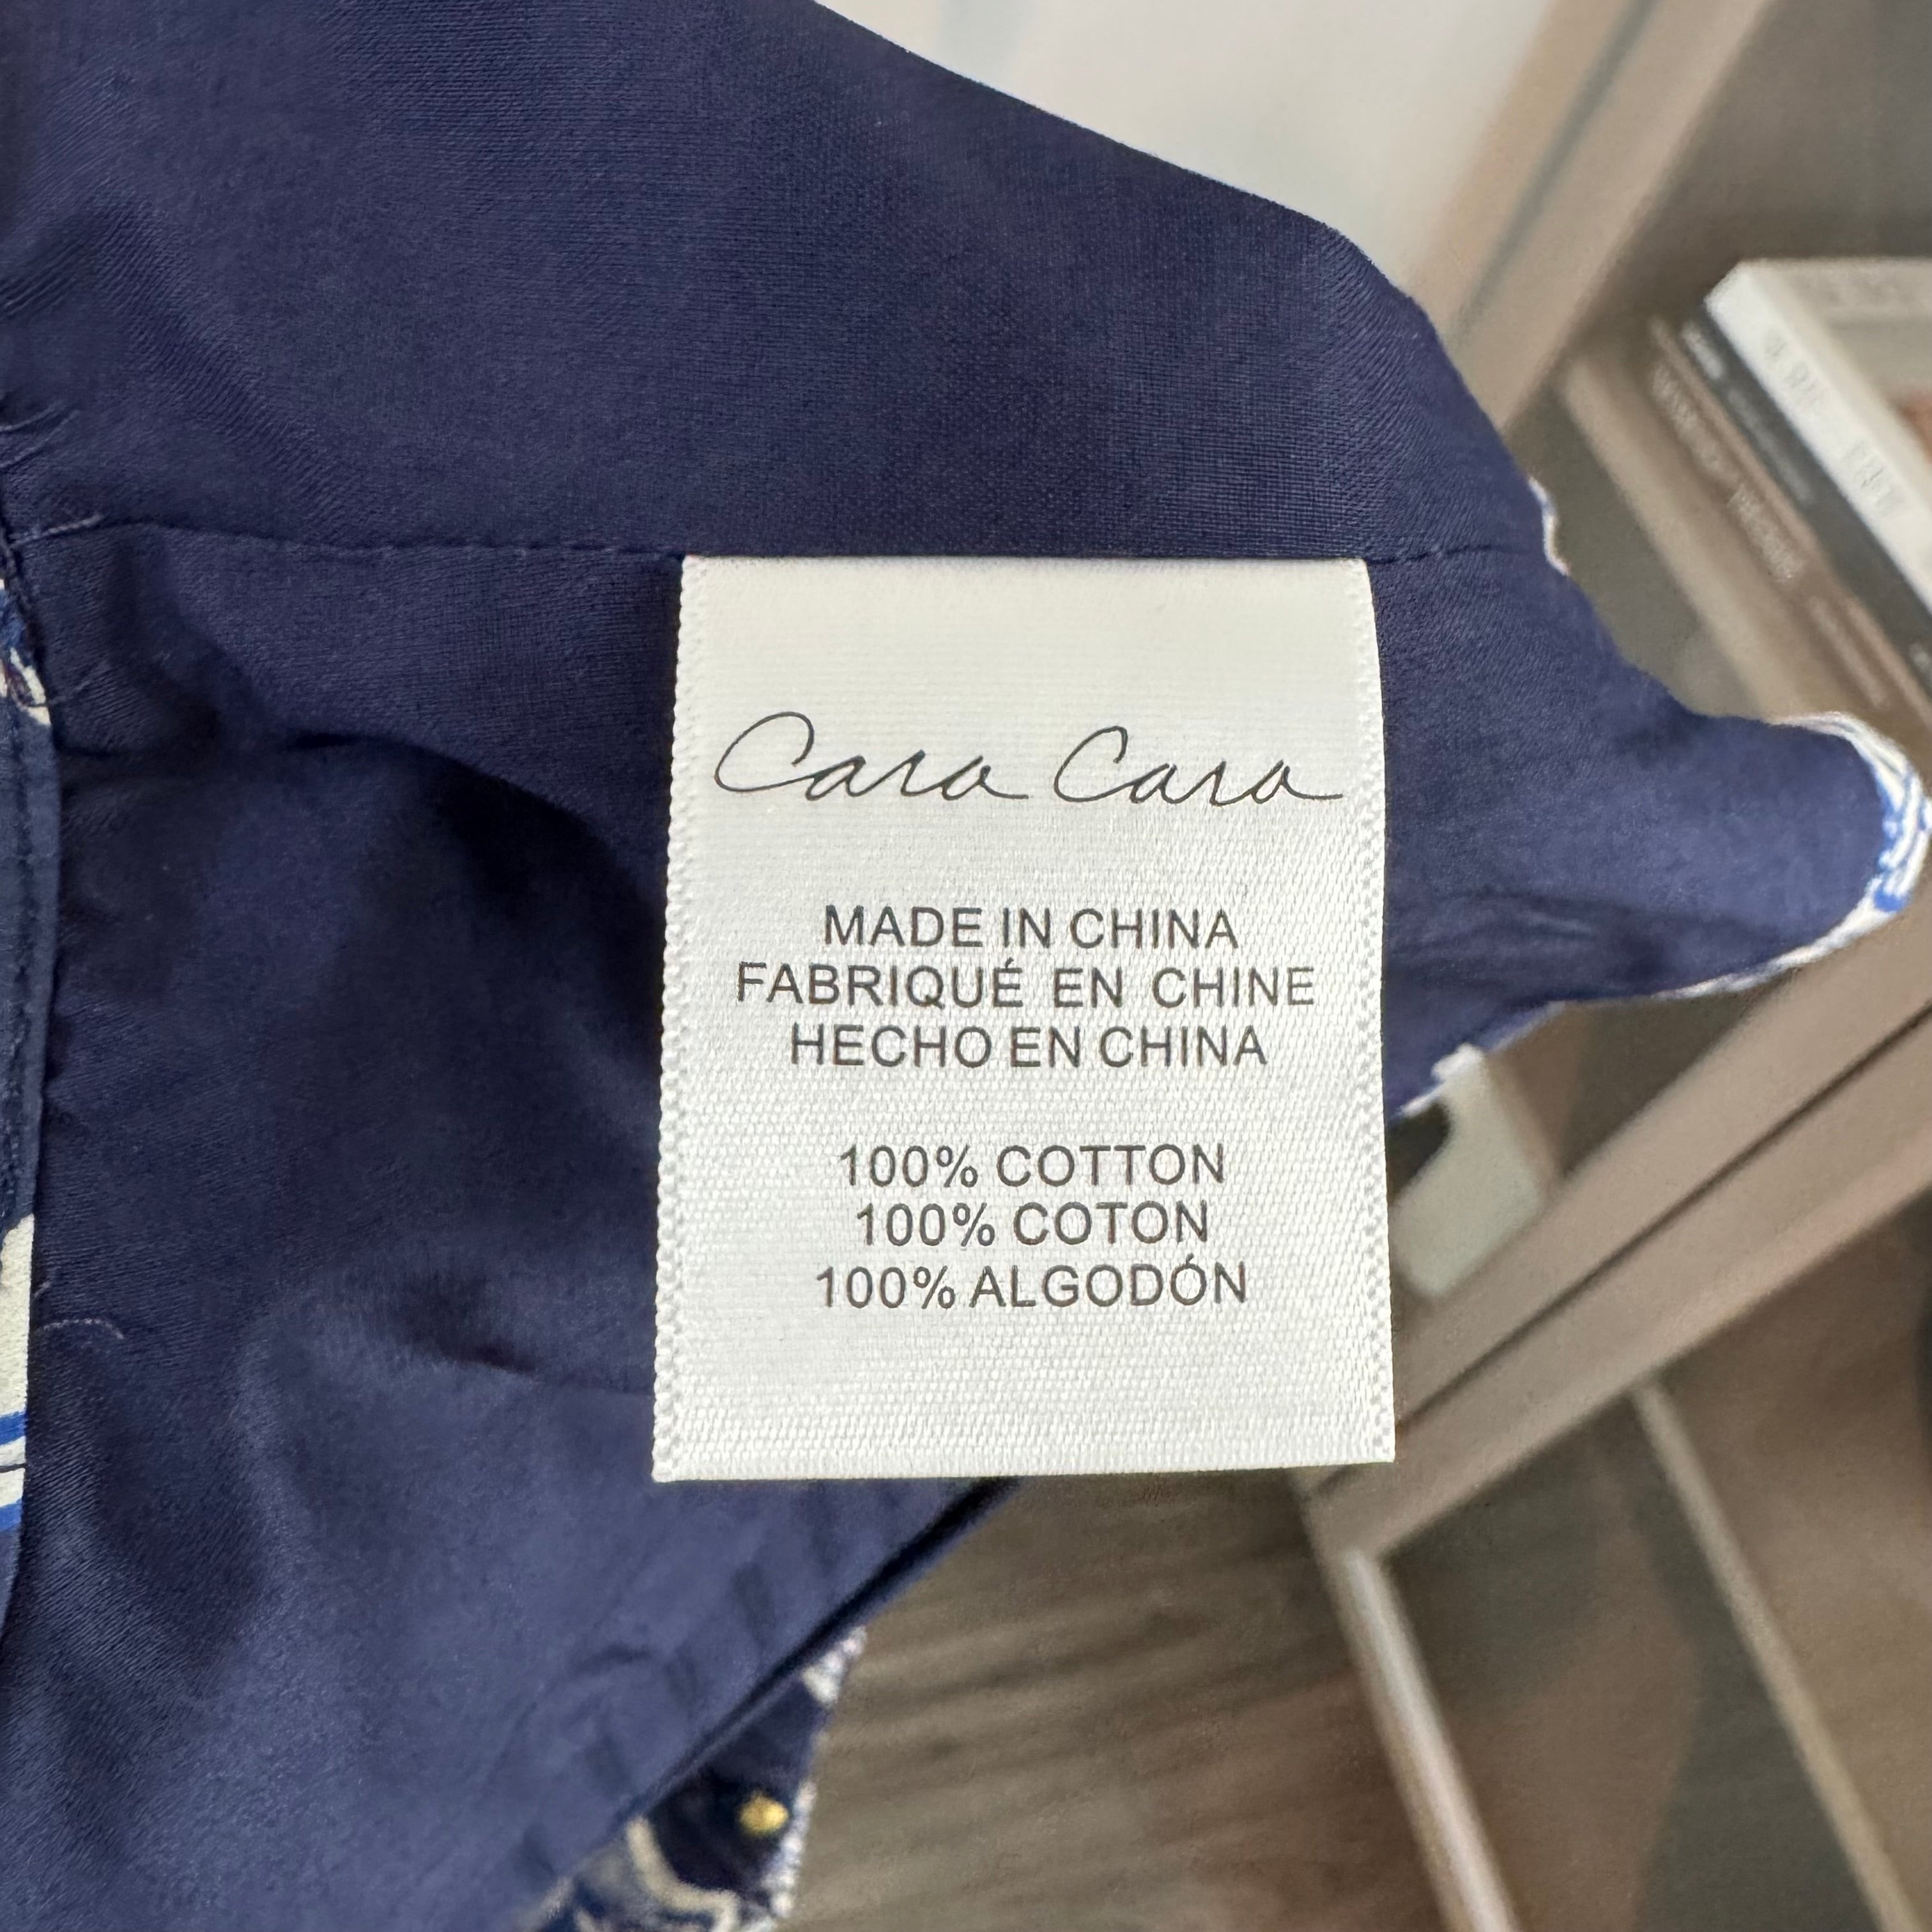 Cara Cara
MADE IN CHINA
FABRIQUÉ EN CHINE
HECHO EN CHINA
100% COTTON
100% COTON
100% ALGODÓN